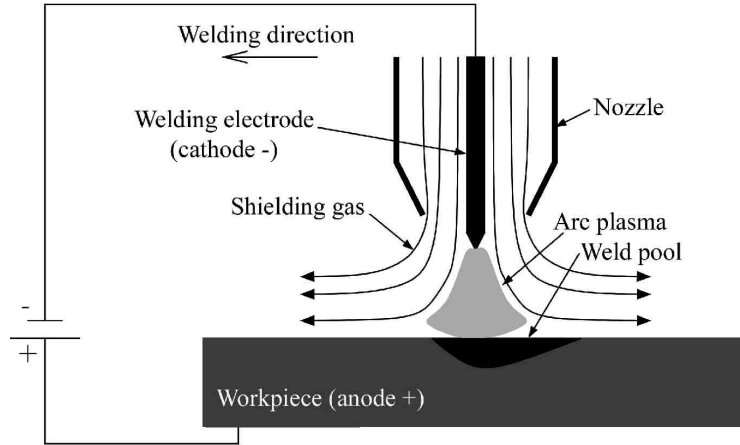 Welding direction
Welding electrode
(cathode -)
Nozzle
Shielding gas
Arc plasma
Weld pool
-
+
Workpiece (anode +)